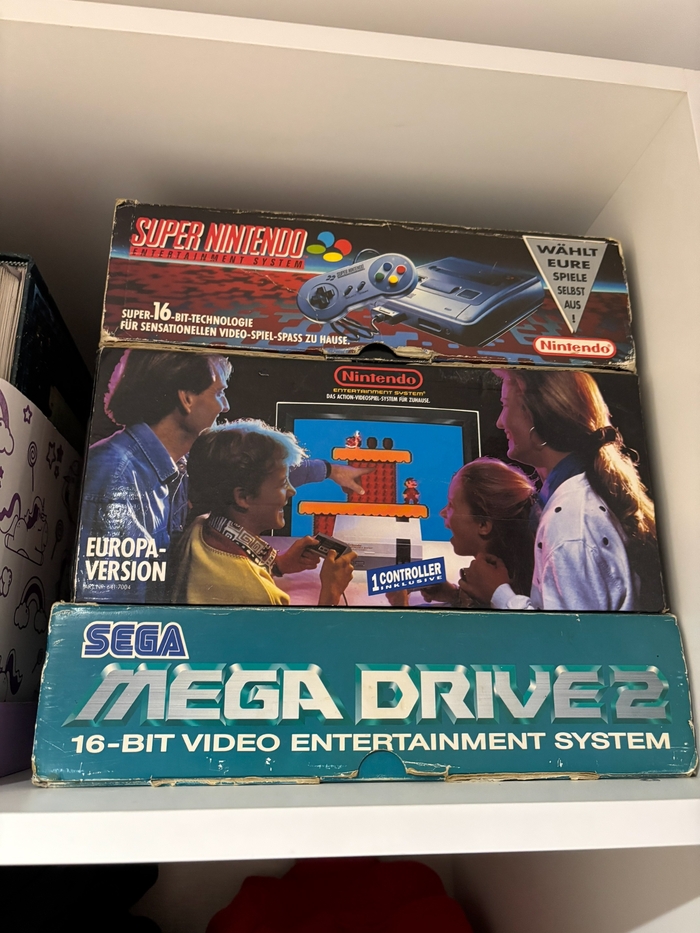 SUPER NINTENDO
ENTERTAINMENT SYSTEM
SUPER-16-BIT-TECHNOLOGIE
FÜR SENSATIONELLEN VIDEO-SPIEL-SPASS ZU HAUSE.
WÄHLT
EURE
SPIELE
SELBST
AUS
!
Nintendo
Nintendo
ENTERTAINMENT SYSTEM
DAS ACTION-VIDEOSPIEL-SYSTEM FÜR ZUHAUSE.
EUROPA-
VERSION
1 CONTROLLER
INKLUSIVE
SEGA
MEGA DRIVE 2
16-BIT VIDEO ENTERTAINMENT SYSTEM